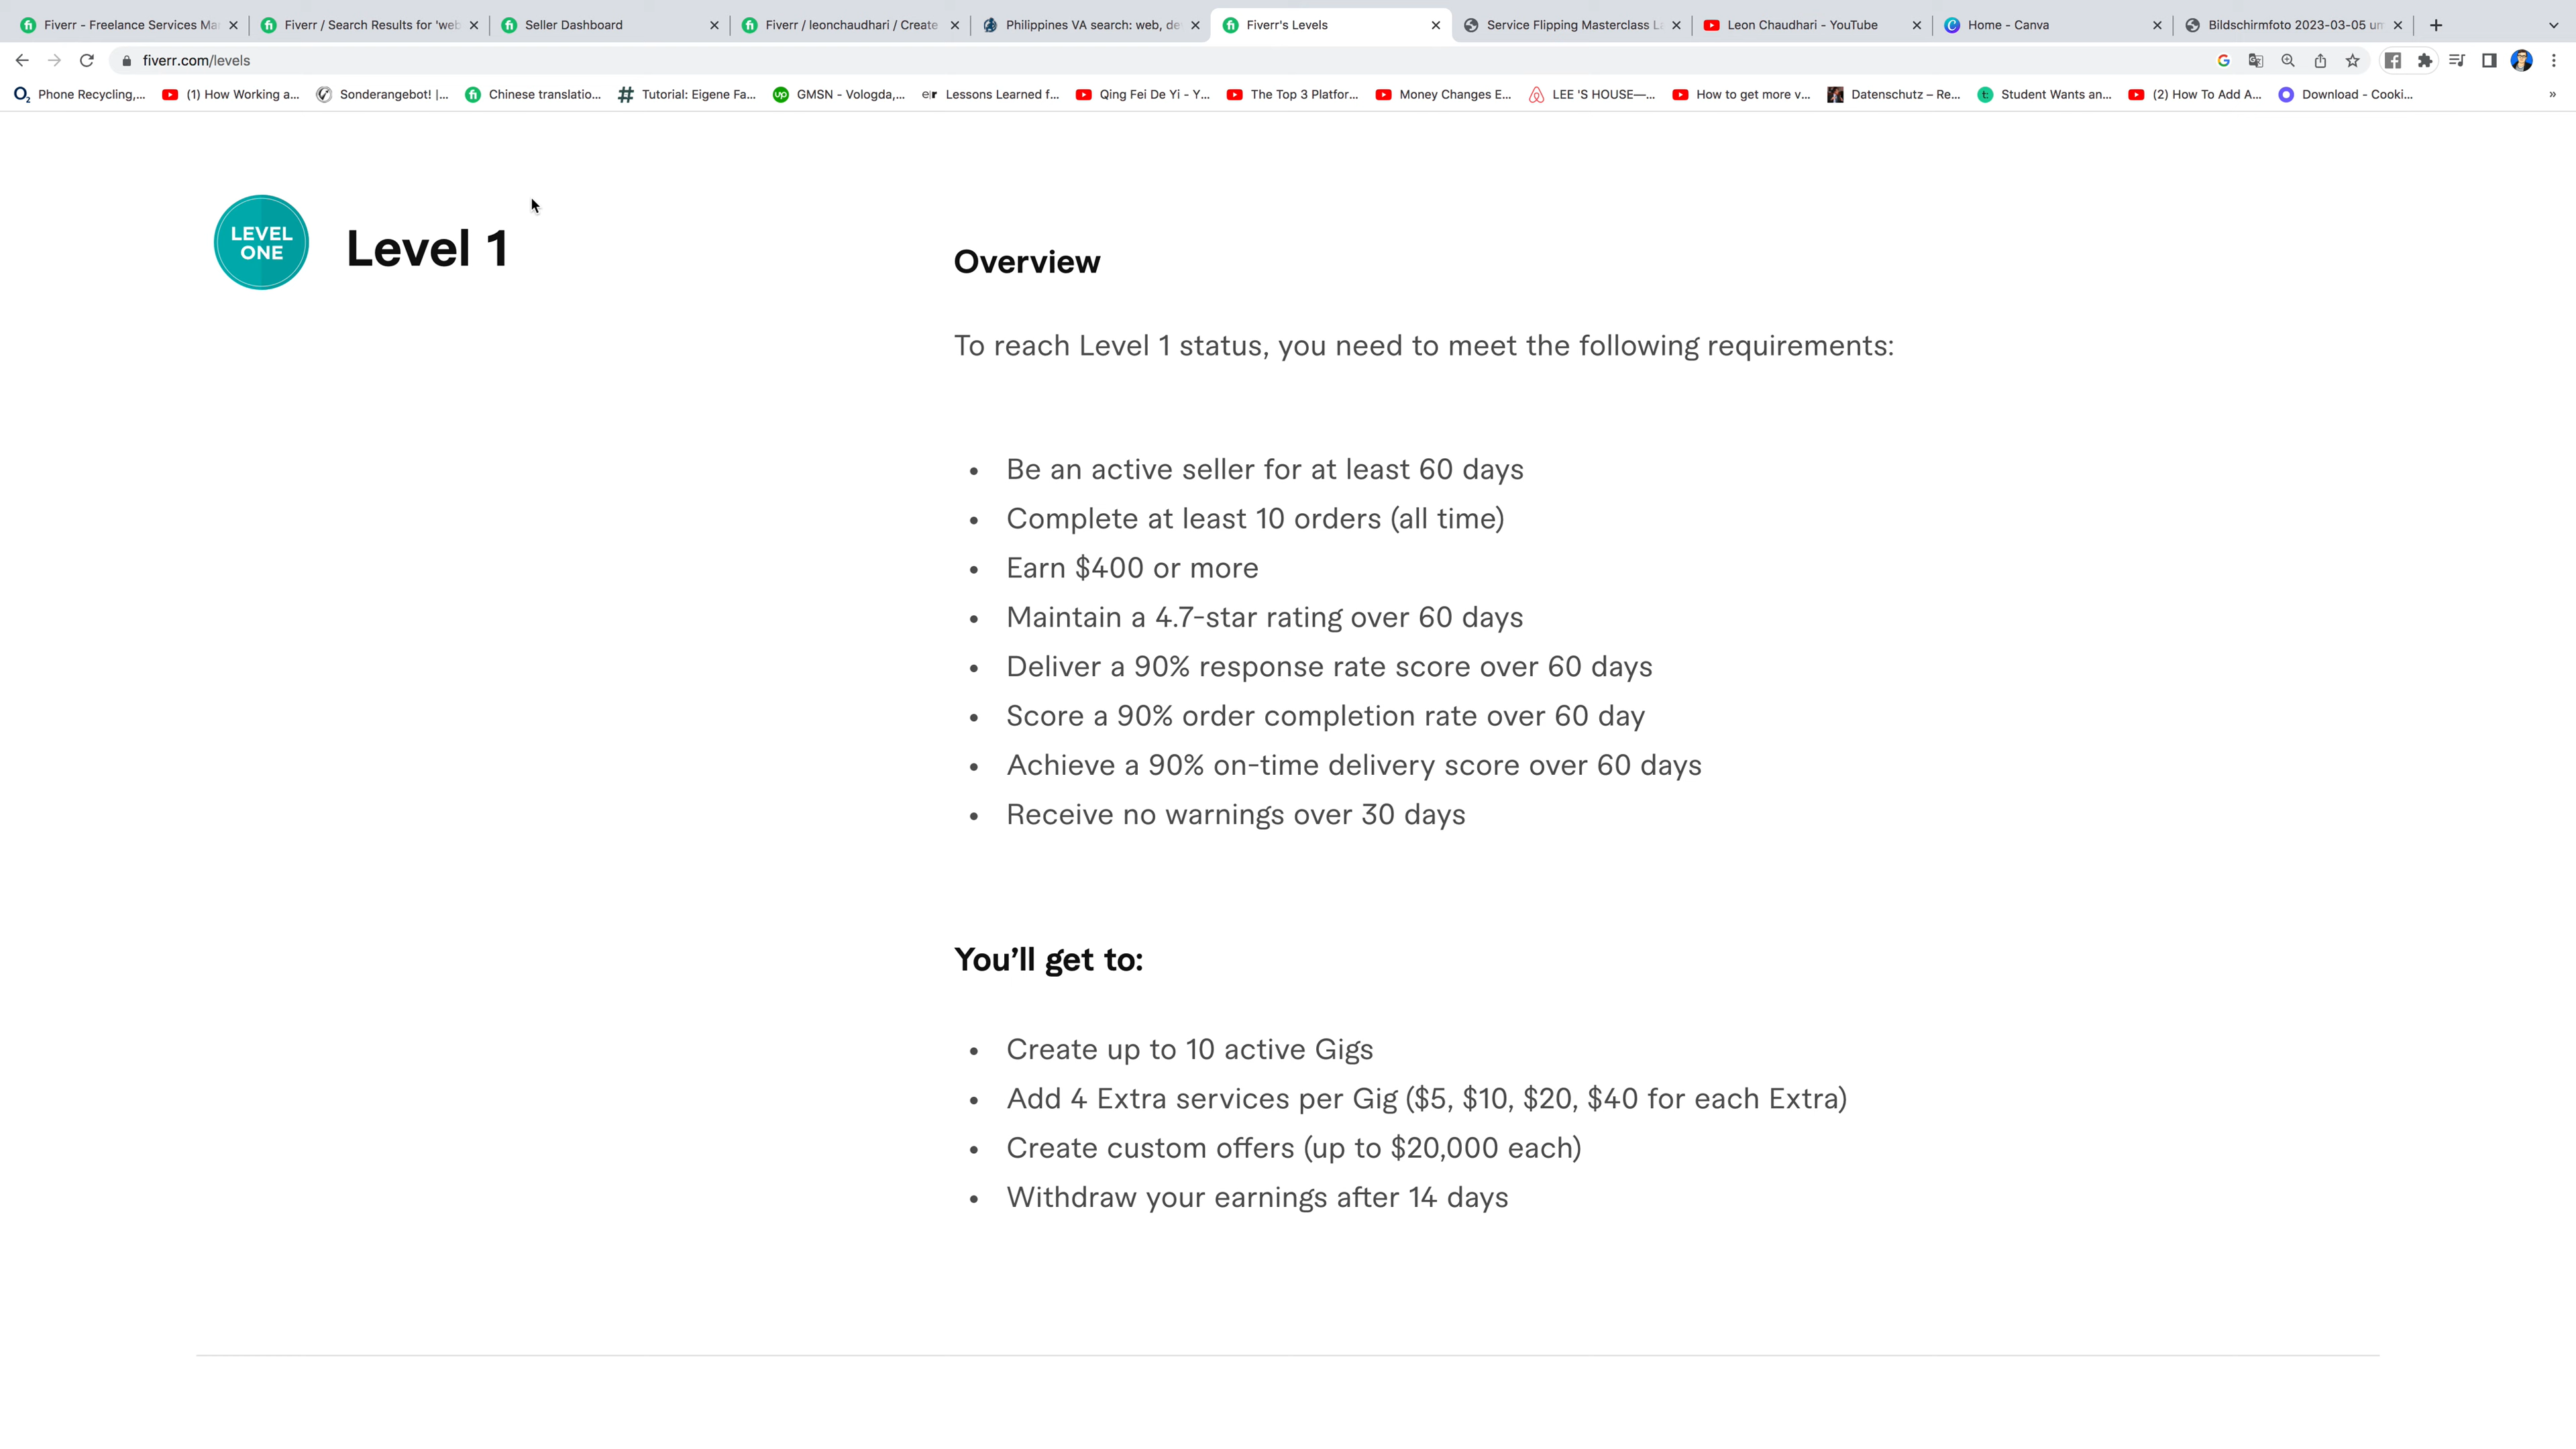 Fiverr - Freelance Services Mar
Fiverr / Search Results for 'web
Seller Dashboard
Fiverr / leonchaudhari / Create
Philippines VA search: web, de
Fiverr's Levels
Service Flipping Masterclass La
Leon Chaudhari - YouTube
Home - Canva
Bildschirmfoto 2023-03-05 um
fiverr.com/levels
Phone Recycling,...
(1) How Working a...
Sonderangebot! |...
Chinese translatio...
Tutorial: Eigene Fa...
GMSN - Vologda,...
Lessons Learned f...
Qing Fei De Yi - Y...
The Top 3 Platfor...
Money Changes E...
LEE 'S HOUSE—...
How to get more v...
Datenschutz – Re...
Student Wants an...
(2) How To Add A...
Download - Cooki...
»
LEVEL
ONE
Level 1
Overview
To reach Level 1 status, you need to meet the following requirements:
• Be an active seller for at least 60 days
• Complete at least 10 orders (all time)
• Earn $400 or more
• Maintain a 4.7-star rating over 60 days
• Deliver a 90% response rate score over 60 days
• Score a 90% order completion rate over 60 day
• Achieve a 90% on-time delivery score over 60 days
• Receive no warnings over 30 days
You'll get to:
• Create up to 10 active Gigs
• Add 4 Extra services per Gig ($5, $10, $20, $40 for each Extra)
• Create custom offers (up to $20,000 each)
• Withdraw your earnings after 14 days